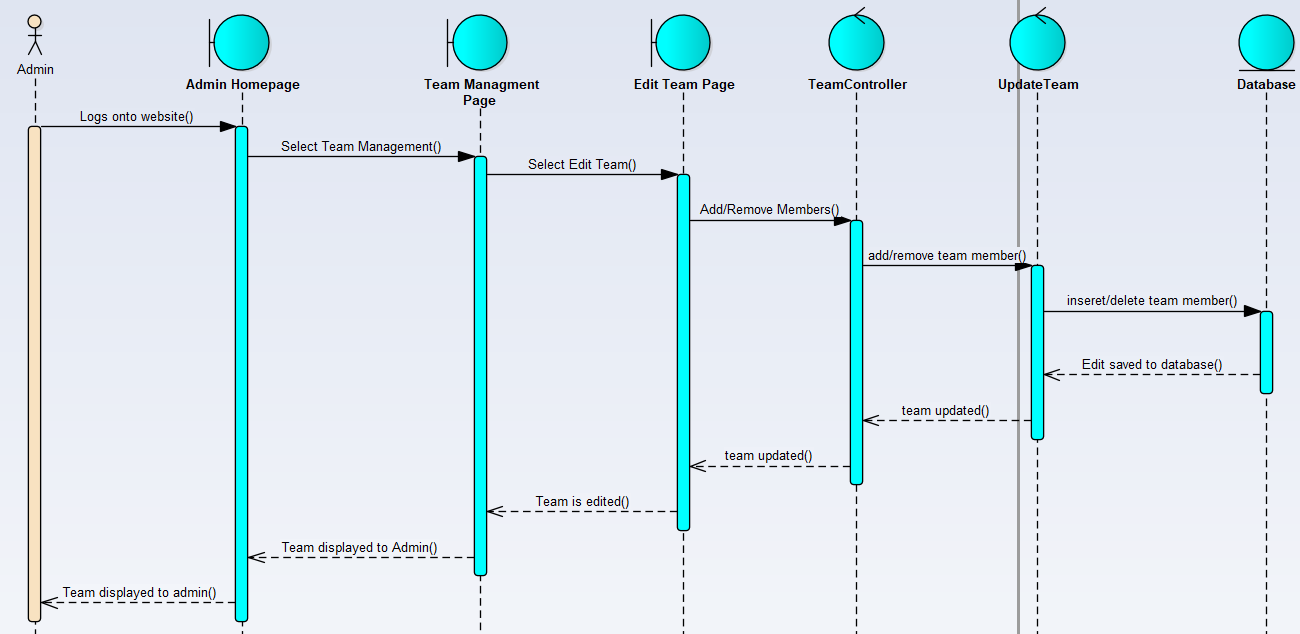 Admin
Admin Homepage
Team Managment
Page
Edit Team Page
TeamController
UpdateTeam
Database
Logs onto website()
Select Team Management()
Select Edit Team()
Add/Remove Members()
add/remove team member()
inseret/delete team member()
Edit saved to database()
team updated()
team updated()
Team is edited()
Team displayed to Admin()
Team displayed to admin()